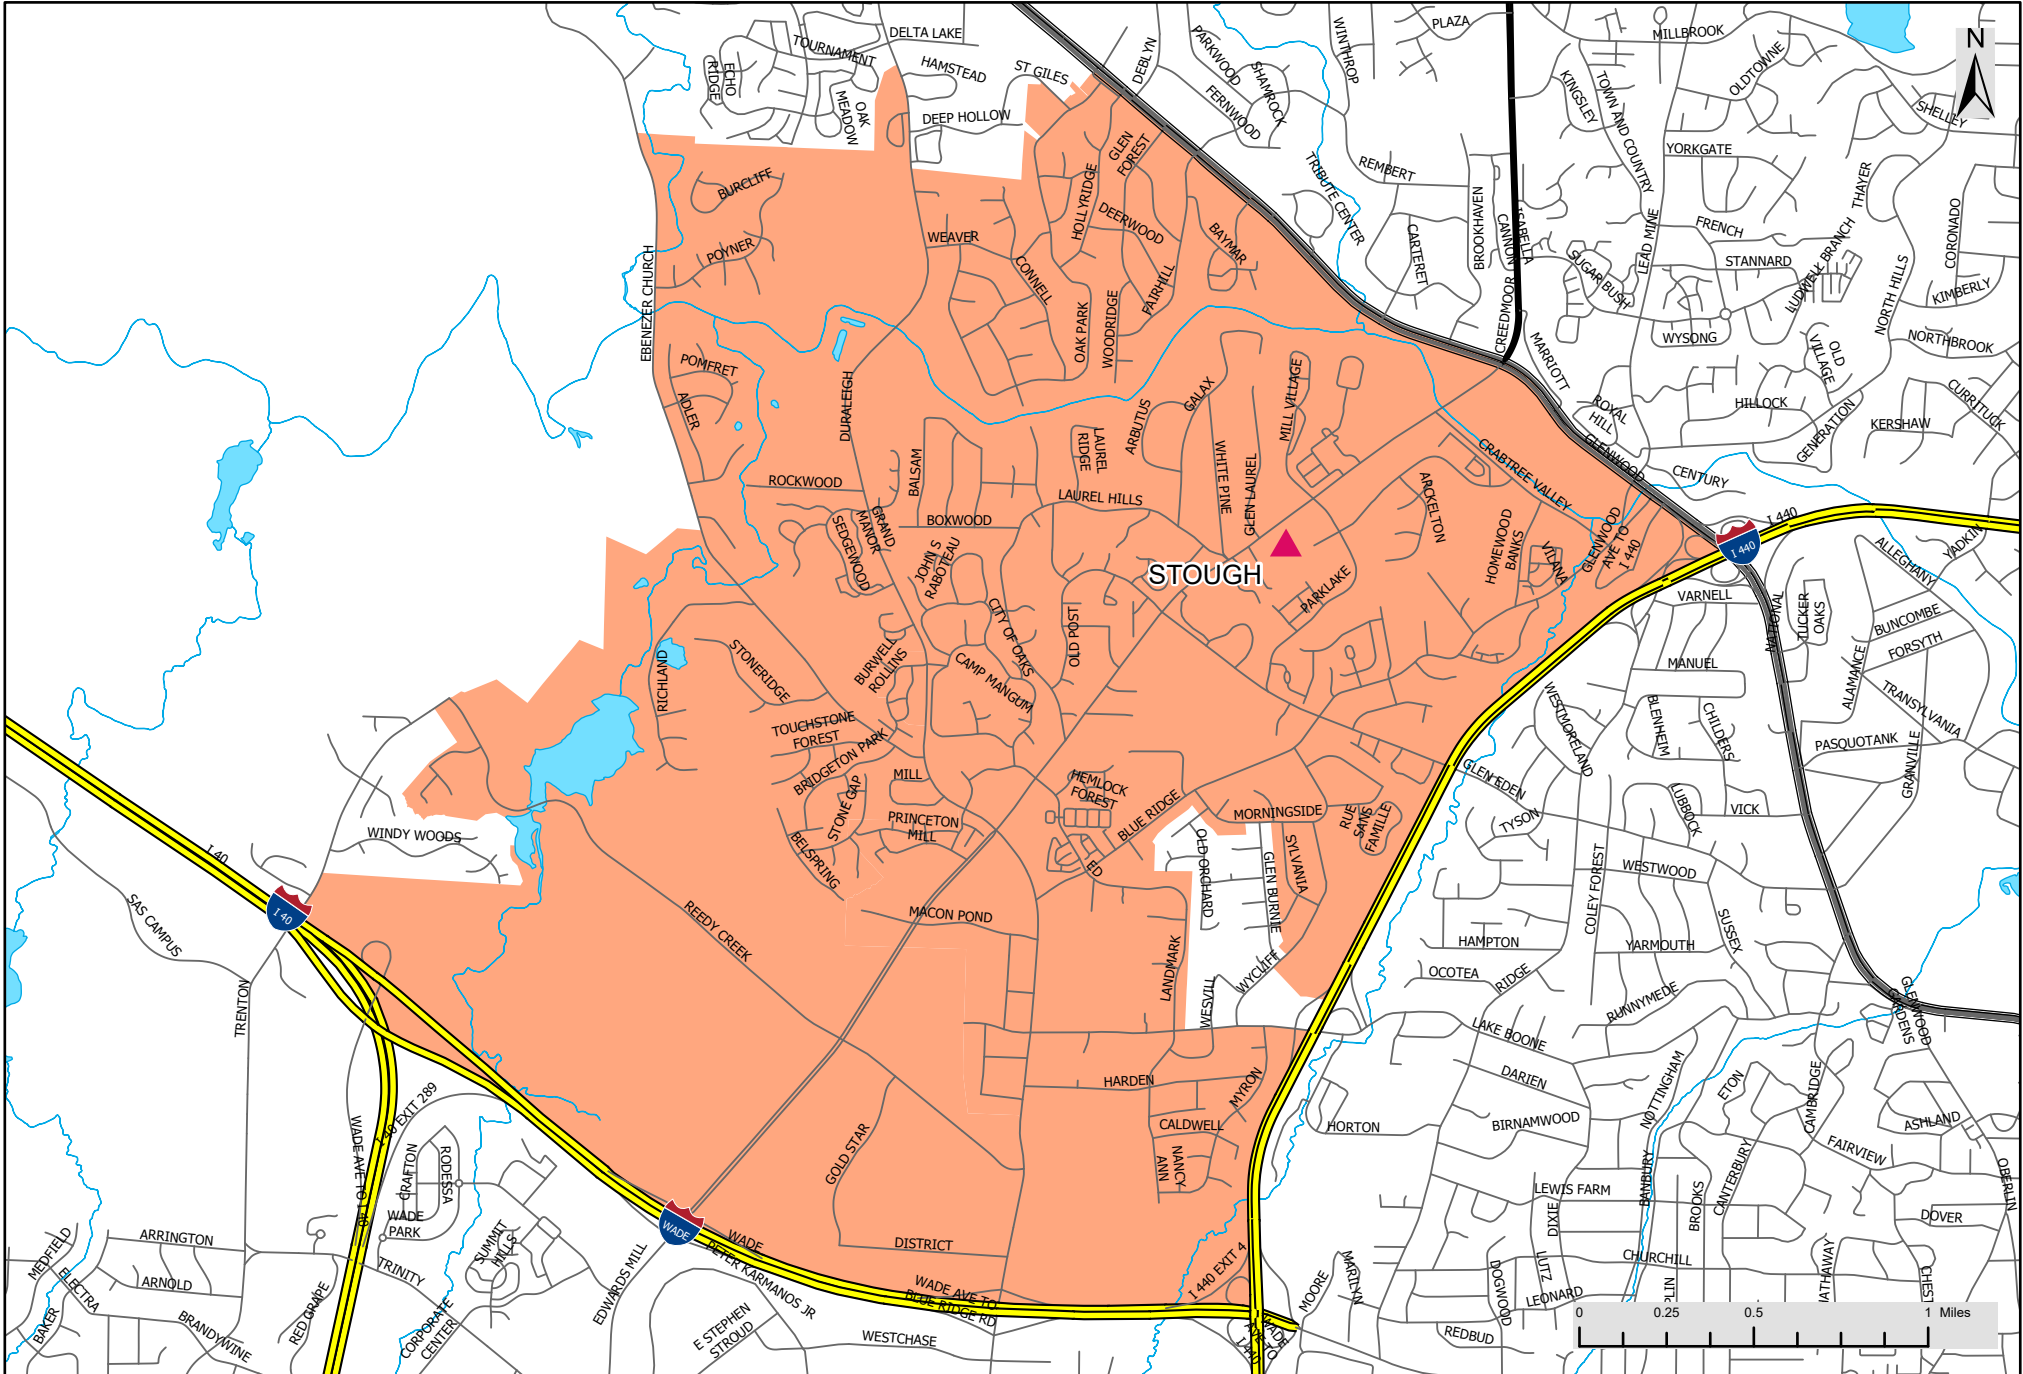 DELTA LAKE
TOURNAMENT
ECHO
RIDGE
HAMSTEAD
ST GILES
OAK
MEADOW
DEEP HOLLOW
DEBLYN
PARKWOOD
SHAMROCK
FERNWOOD
WINTHROP
PLAZA
MILLBROOK
OLDTOWNE
KINGSLEY
TOWN AND COUNTRY
SHELLEY
N
YORKGATE
THAYER
REMBERT
TRIBUTE CENTER
BROOKHAVEN
CANNON
ISABELLA
CARTERET
LEAD MINE
FRENCH
STANNARD
SUGAR BUSH
LUDWELL BRANCH
CORONADO
KIMBERLY
NORTH HILLS
NORTHBROOK
WYSONG
OLD
VILLAGE
CREEDMOOR
MARRIOTT
ROYAL
HILL
HILLOCK
GENERATION
KERSHAW
CURRITUCK
GLENWOOD
CENTURY
BURCLIFF
POYNER
EBENEZER CHURCH
WEAVER
CONNELL
HOLLYRIDGE
GLEN
FOREST
DEERWOOD
BAYMAR
FAIRHILL
WOODRIDGE
OAK PARK
POMFRET
ADLER
DURALEIGH
ROCKWOOD
BALSAM
BOXWOOD
GRAND
MANOR
SEDGEWOOD
JOHN S
RABOTEAU
LAUREL
RIDGE
LAUREL HILLS
ARBUTUS
GALAX
WHITE PINE
GLEN LAUREL
MILL VILLAGE
CRABTREE VALLEY
ARCKELTON
HOMEWOOD
BANKS
VILANA
GLENWOOD
AVE TO
I 440
I 440
I 440
STOUGH
PARKLAKE
OLD POST
CITY OF OAKS
CAMP MANGUM
BURWELL
ROLLINS
RICHLAND
STONERIDGE
TOUCHSTONE
FOREST
BRIDGETON PARK
STONE GAP
MILL
PRINCETON
MILL
BELSPRING
HEMLOCK
FOREST
BLUE RIDGE
ED
MORNINGSIDE
RUE
SANS
FAMILLE
SYLVANIA
OLD ORCHARD
GLEN BURNIE
WYCLIFF
WESVILL
LANDMARK
MACON POND
REEDY CREEK
WINDY WOODS
I 40
I 40
SAS CAMPUS
TRENTON
HARDEN
MYRON
CALDWELL
NANCY
ANN
GOLD STAR
DISTRICT
WADE
WADE
PETER KARMANOS JR
WADE AVE TO
BLUE RIDGE RD
I 440 EXIT 4
WADE
AVE TO
I 440
EDWARDS MILL
E STEPHEN
STROUD
WESTCHASE
I 40 EXIT 289
WADE AVE TO I 40
CRAFTON
RODESSA
WADE
PARK
SUMMIT
HILLS
TRINITY
CORPORATE
CENTER
RED GRAPE
BRANDYWINE
ARRINGTON
ARNOLD
MEDFIELD
ELECTRA
BAKER
VARNELL
NATIONAL
TUCKER
OAKS
ALLEGHANY
YADKIN
BUNCOMBE
FORSYTH
ALAMANCE
TRANSYLVANIA
PASQUOTANK
GRANVILLE
MANUEL
BLENHEIM
CHILDERS
WESTMORELAND
GLEN EDEN
TYSON
LUBBOCK
VICK
COLEY FOREST
WESTWOOD
SUSSEX
HAMPTON
YARMOUTH
OCOTEA
RIDGE
RUNNYMEDE
LAKE BOONE
GLENWOOD
GARDENS
DARIEN
BIRNAMWOOD
HORTON
NOTTINGHAM
ETON
CAMBRIDGE
ASHLAND
FAIRVIEW
OBERLIN
LEWIS FARM
DIXIE
BANBURY
BROOKS
CANTERBURY
DOVER
CHURCHILL
LUTZ
LEONARD
DOGWOOD
REDBUD
MARILYN
MOORE
HATHAWAY
CHEST
PLIN
0 0.25 0.5 1 Miles